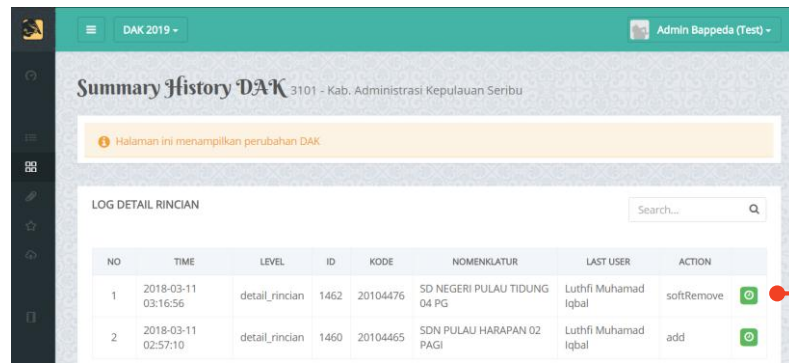 DAK 2019
Admin Bappeda (Test)
Summary History DAK 3101 - Kab. Administrasi Kepulauan Seribu
Halaman ini menampilkan perubahan DAK
LOG DETAIL RINCIAN
Search...
NO TIME LEVEL ID KODE NOMENKLATUR LAST USER ACTION
1 2018-03-11 03:16:56 detail_rincian 1462 20104476 SD NEGERI PULAU TIDUNG 04 PG Luthfi Muhamad Iqbal softRemove
2 2018-03-11 02:57:10 detail_rincian 1460 20104465 SDN PULAU HARAPAN 02 PAGI Luthfi Muhamad Iqbal add